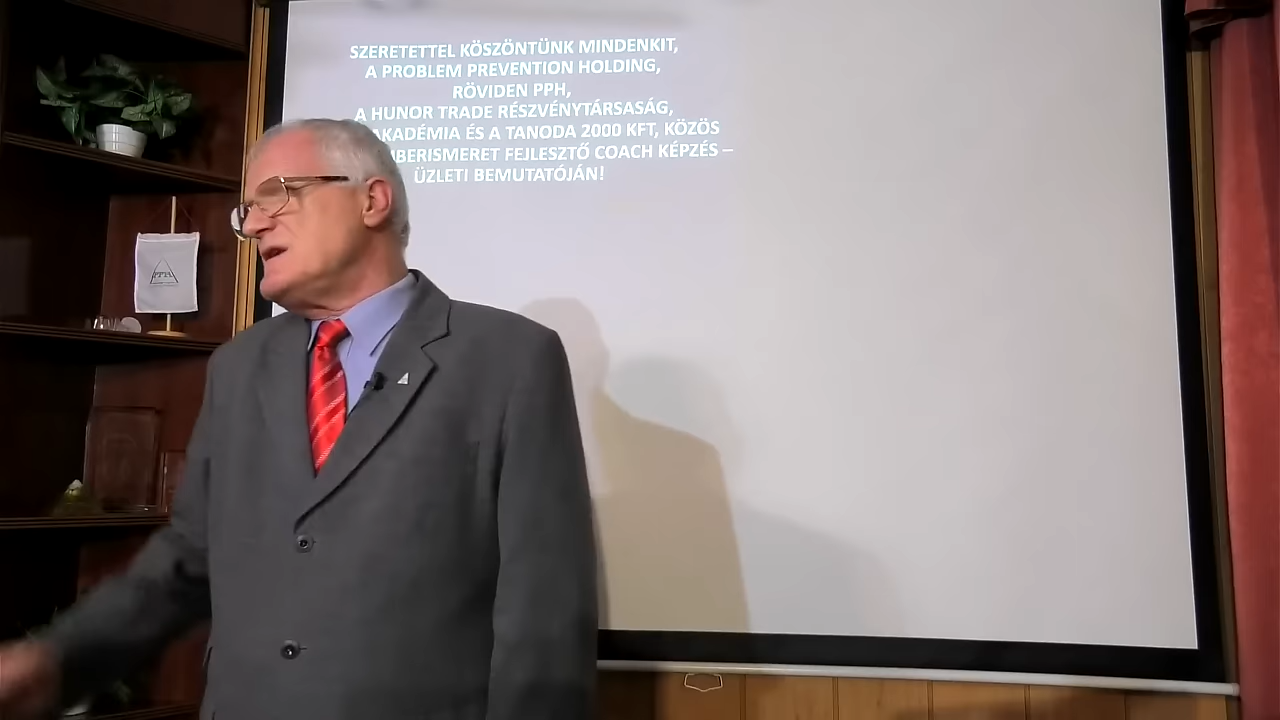 SZERETETTEL KÖSZÖNTÜNK MINDENKIT,
A PROBLEM PREVENTION HOLDING,
RÖVIDEN PPH,
A HUNOR TRADE RÉSZVÉNYTÁRSASÁG,
AKADÉMIA ÉS A TANODA 2000 KFT, KÖZÖS
FEJLESZTŐ COACH KÉPZÉS –
ÜZLETI BEMUTATÓJÁN!